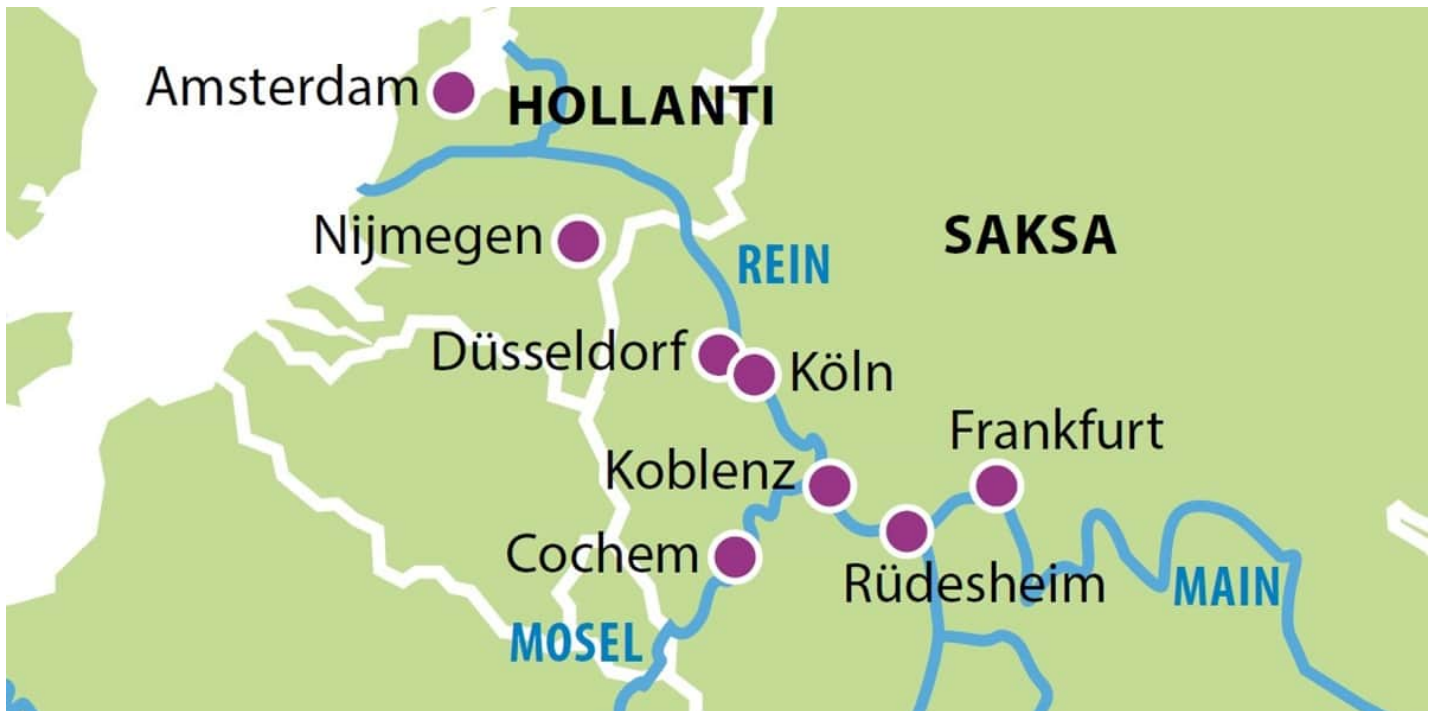 Amsterdam
HOLLANTI
Nijmegen
SAKSA
REIN
Düsseldorf
Köln
Frankfurt
Koblenz
Cochem
Rüdesheim
MAIN
MOSEL